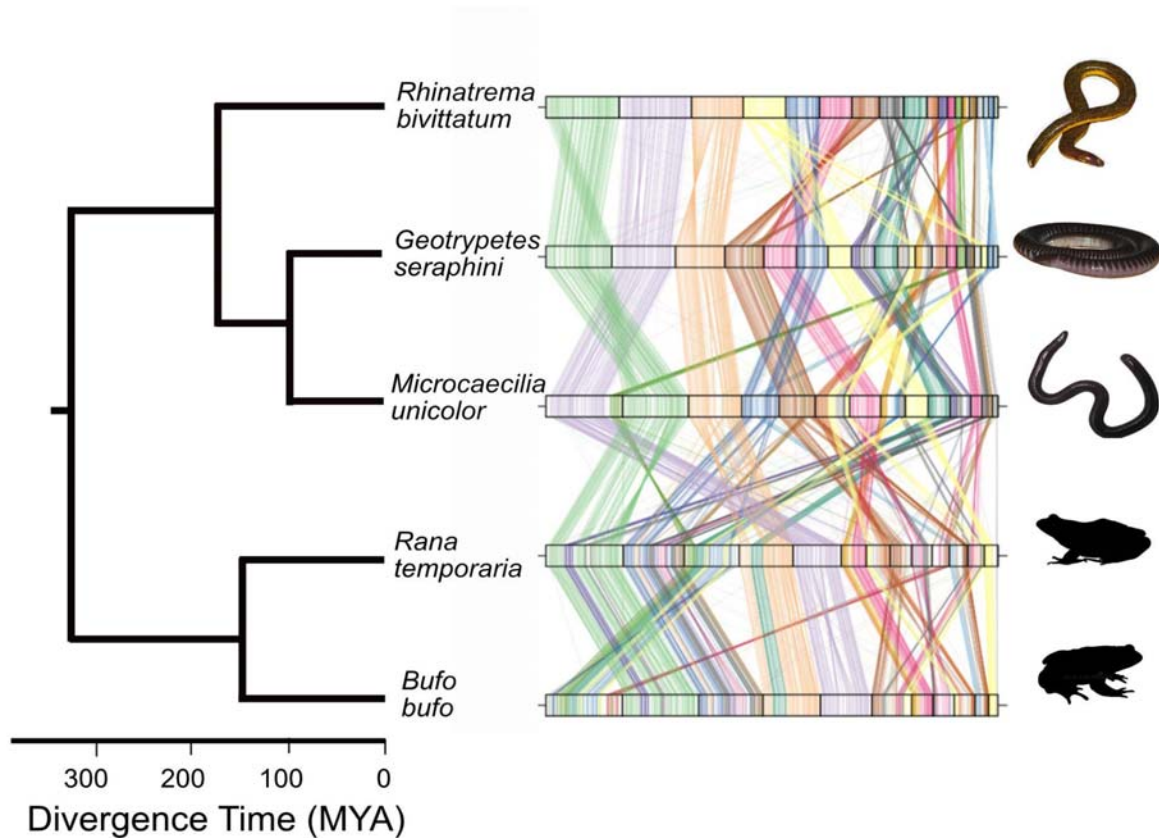 Rhinatrema
bivittatum
Geotrypetes
seraphini
Microcaecilia
unicolor
Rana
temporaria
Bufo
bufo
300 200 100 0
Divergence Time (MYA)